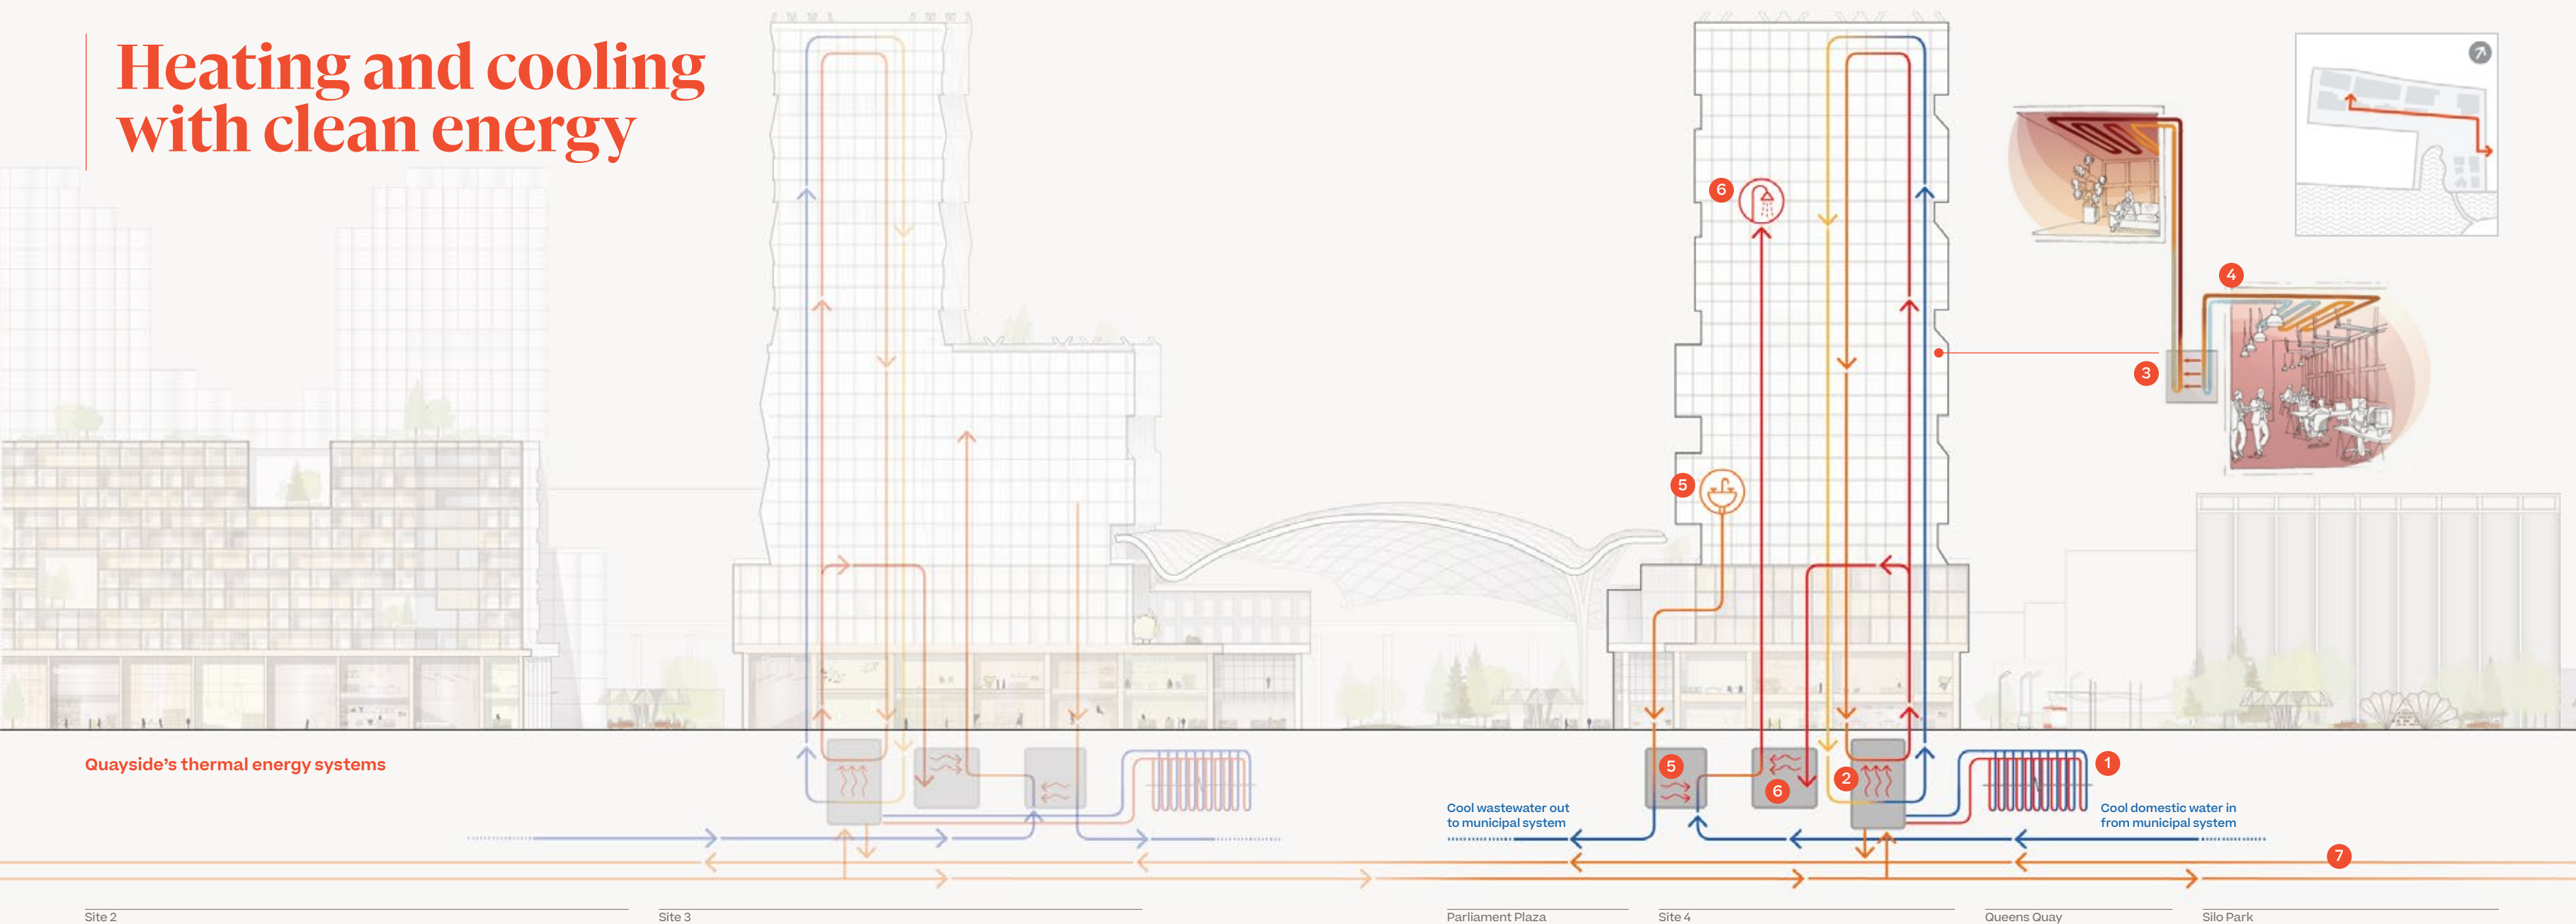 Heating and cooling
with clean energy
6
4
3
5
Quayside's thermal energy systems
5
6
2
1
Cool wastewater out
to municipal system
Cool domestic water in
from municipal system
7
Site 2
Site 3
Parliament Plaza
Site 4
Queens Quay
Silo Park